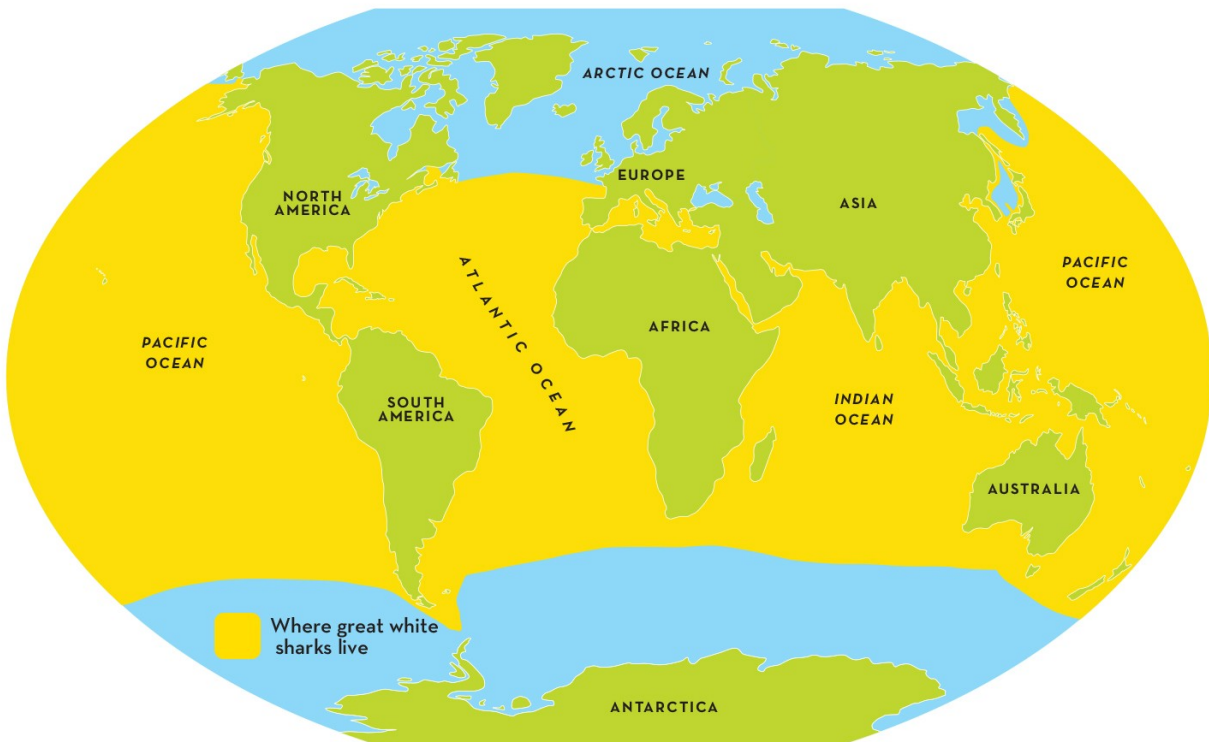 ARCTIC OCEAN
NORTH
AMERICA
EUROPE
ASIA
PACIFIC
OCEAN
ATLANTIC OCEAN
AFRICA
PACIFIC
OCEAN
SOUTH
AMERICA
INDIAN
OCEAN
AUSTRALIA
Where great white
sharks live
ANTARCTICA